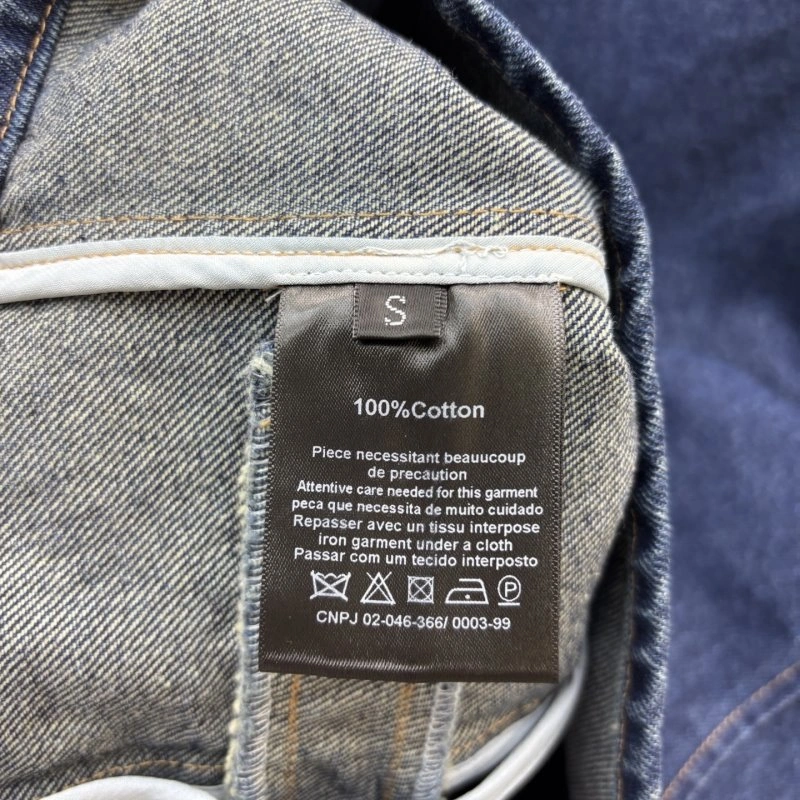 S
100%Cotton
Piece necessitant beauucoup
de precaution
Attentive care needed for this garment
peca que necessita de muito cuidado
Repasser avec un tissu interpose
iron garment under a cloth
Passar com um tecido interposto
P
CNPJ 02-046-366/ 0003-99